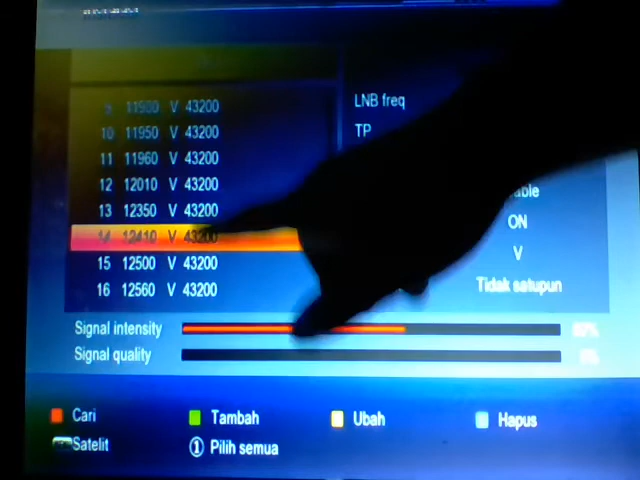 9 11900 V 43200
10 11950 V 43200
11 11960 V 43200
12 12010 V 43200
13 12350 V 43200
14 12410 V 43200
15 12500 V 43200
16 12560 V 43200
LNB freq
TP
ON
V
Tidak satupun
Signal intensity
Signal quality
Cari
Tambah
Ubah
Hapus
Satelit
1 Pilih semua